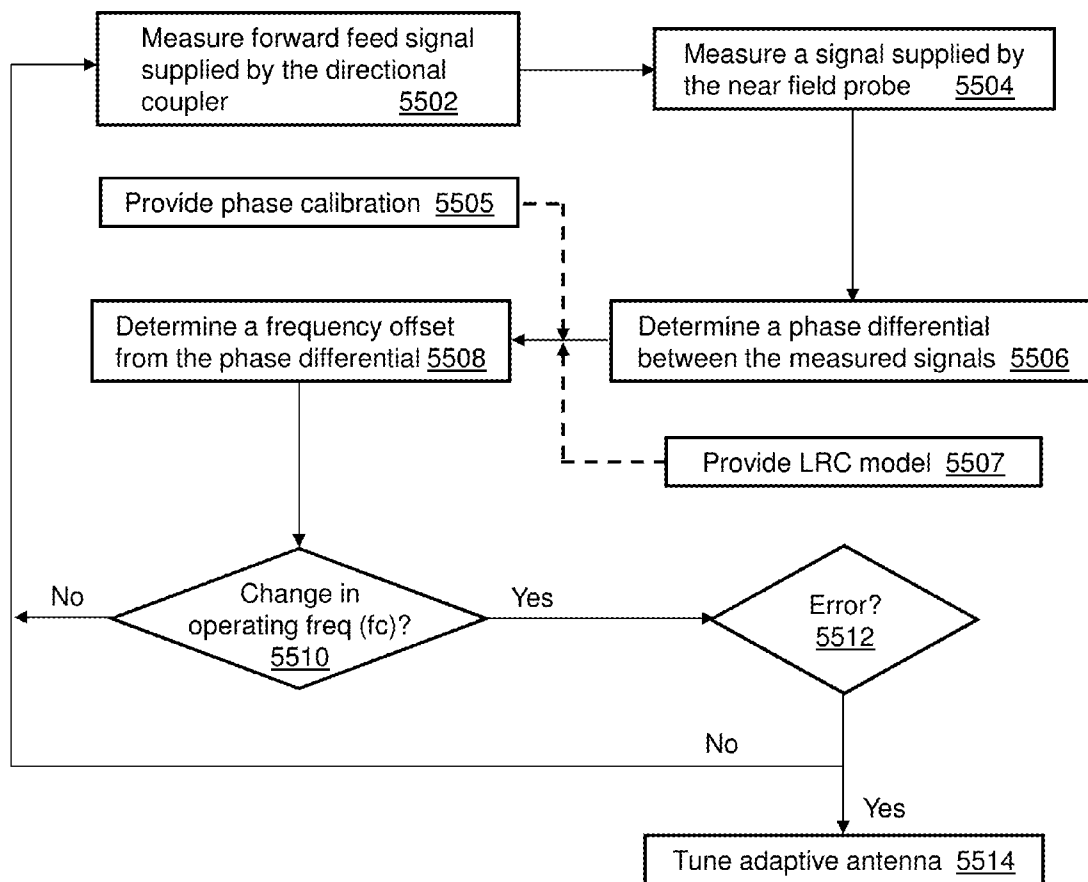 Measure forward feed signal
supplied by the directional
coupler 5502
Measure a signal supplied by
the near field probe 5504
Provide phase calibration 5505
Determine a frequency offset
from the phase differential 5508
Determine a phase differential
between the measured signals 5506
Provide LRC model 5507
No
Change in
operating freq (fc)?
5510
Yes
Error?
5512
No
Yes
Tune adaptive antenna 5514